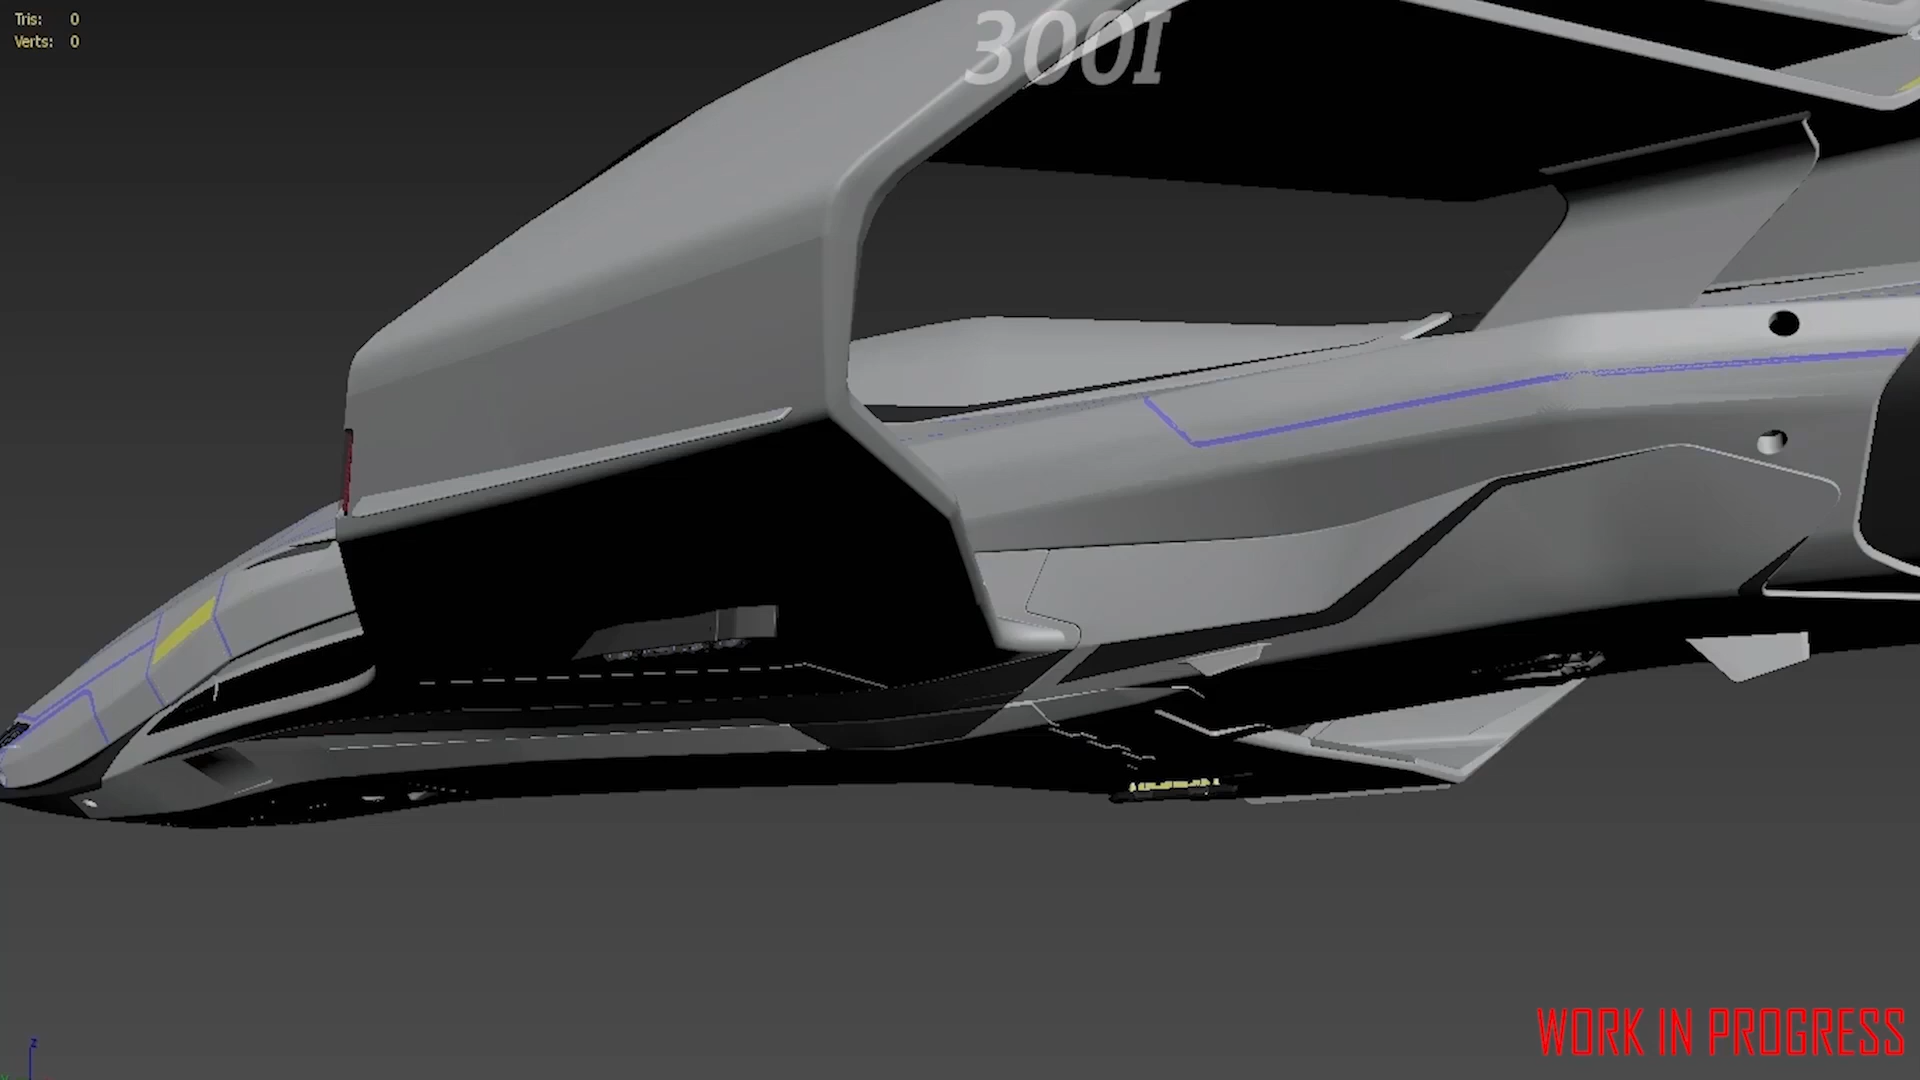 Tris: 0
Verts: 0
300I
WORK IN PROGRESS
z